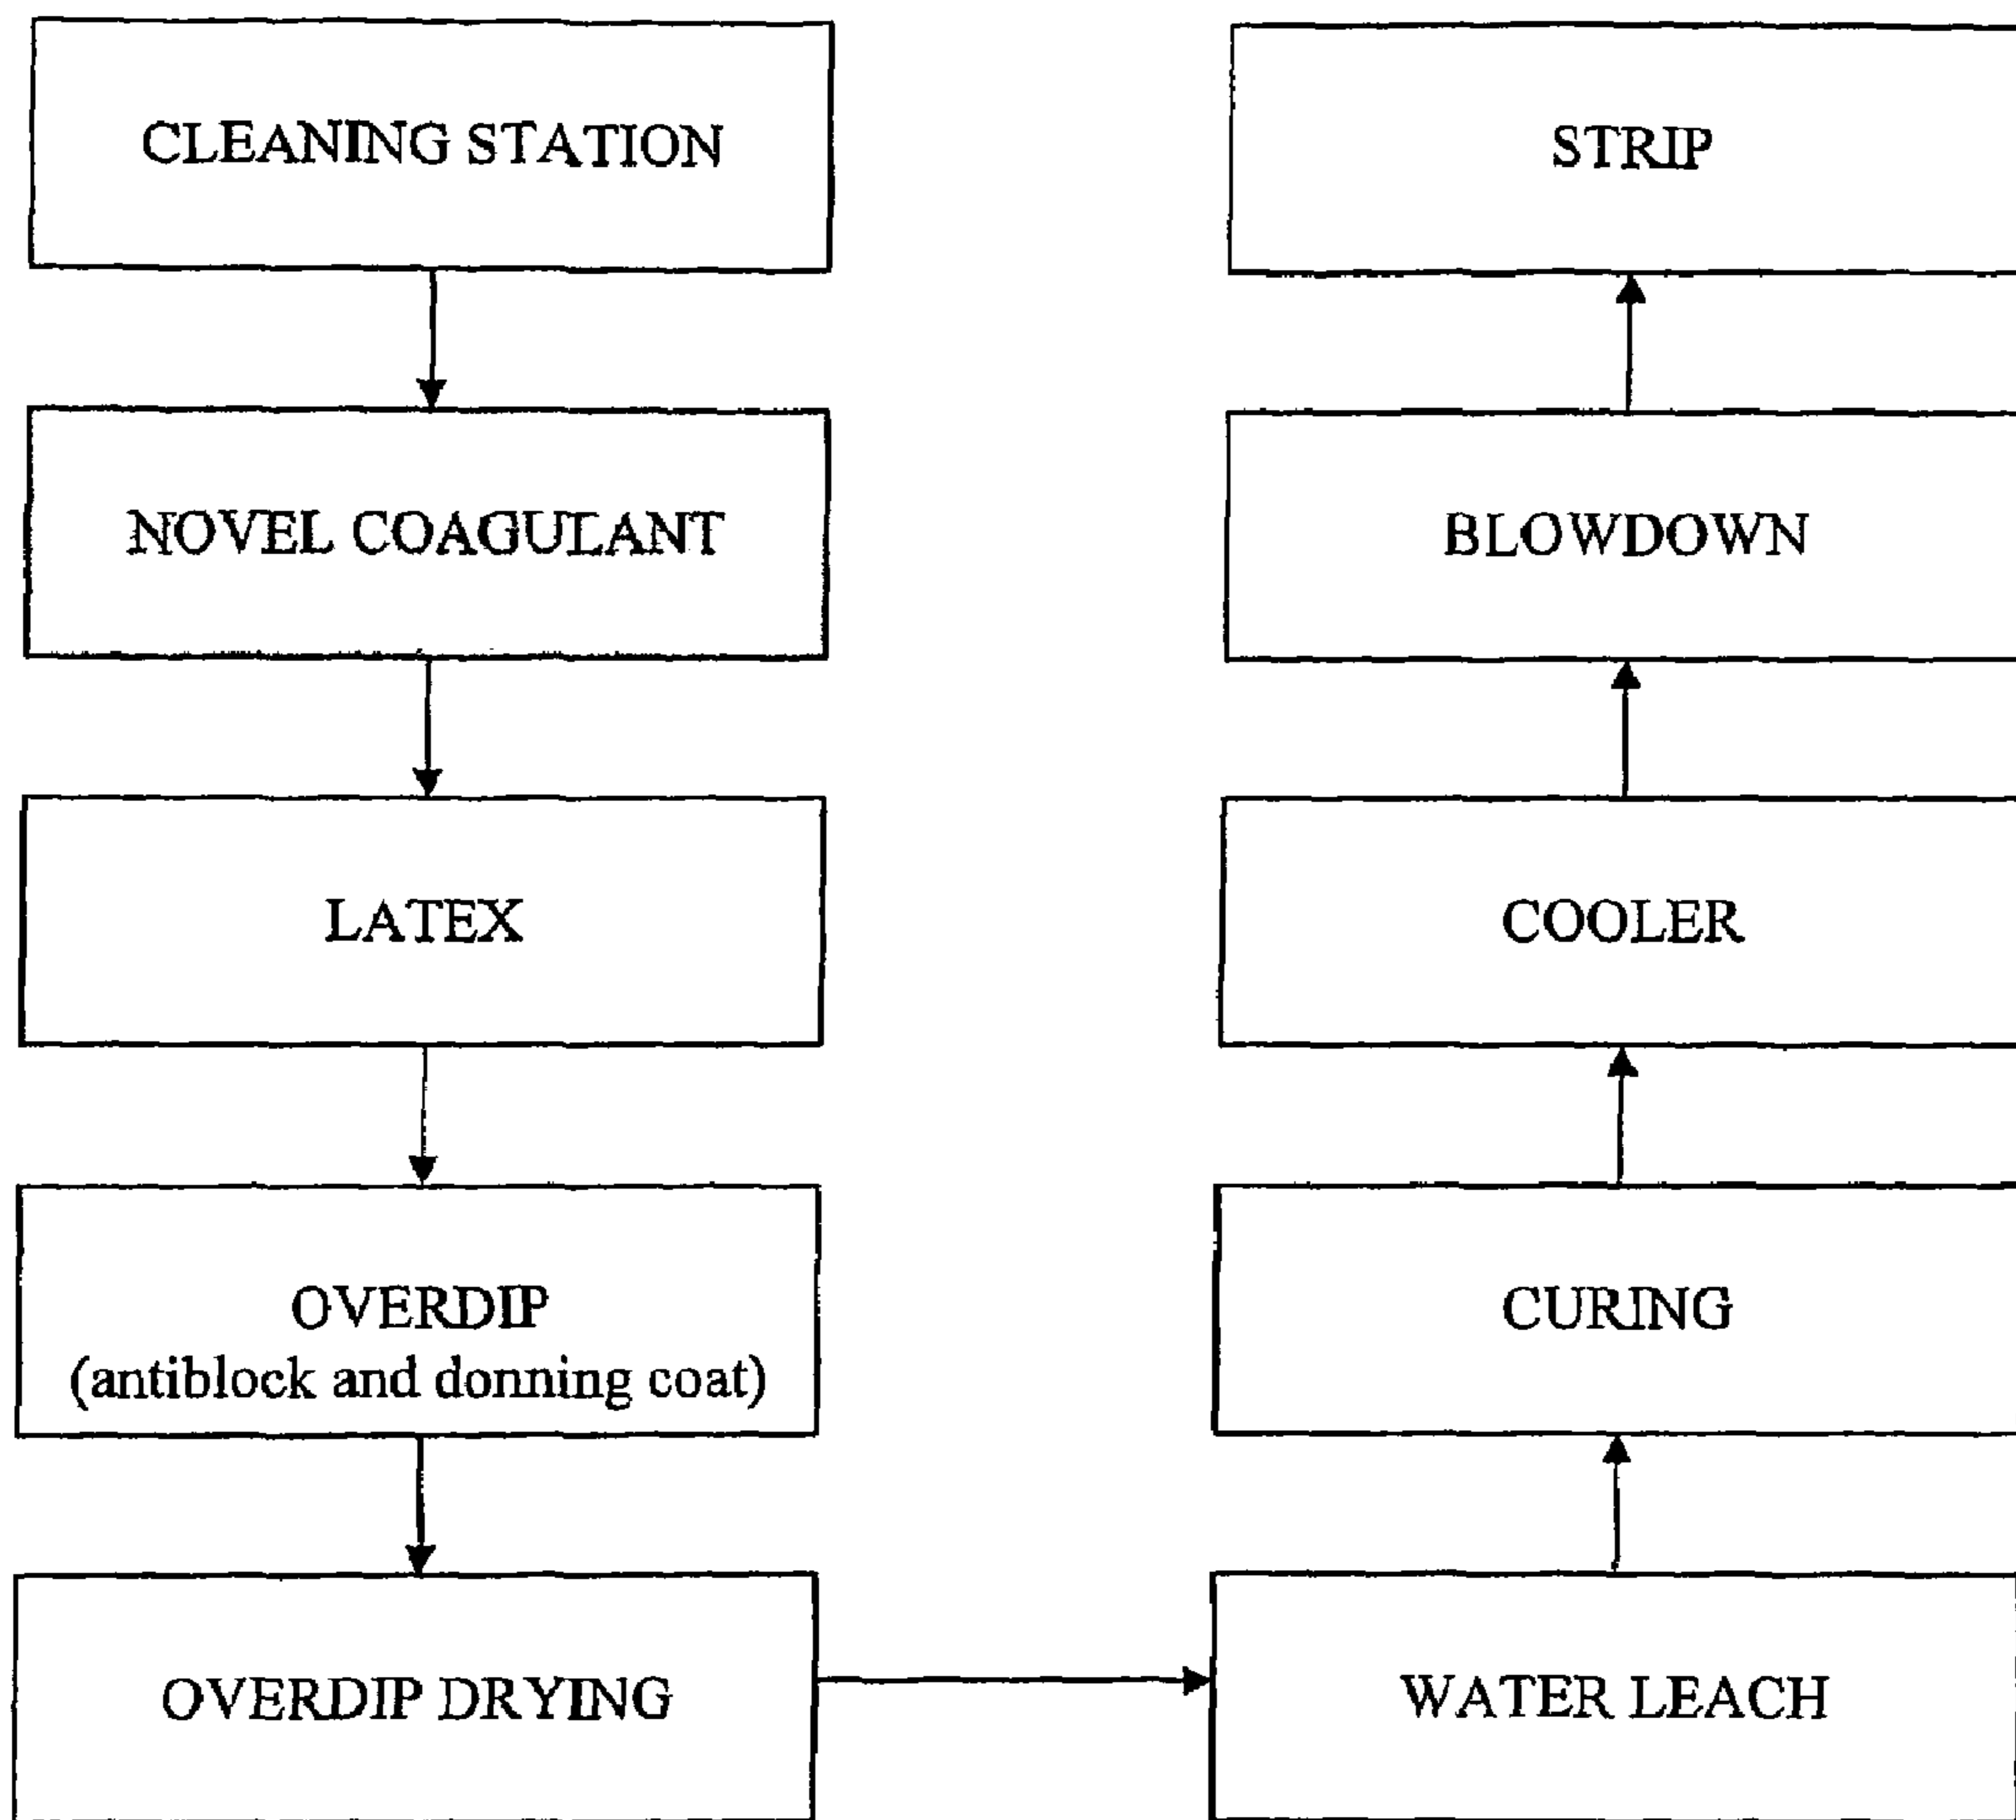 CLEANING STATION
NOVEL COAGULANT
LATEX
OVERDIP
(antiblock and donning coat)
OVERDIP DRYING
WATER LEACH
CURING
COOLER
BLOWDOWN
STRIP